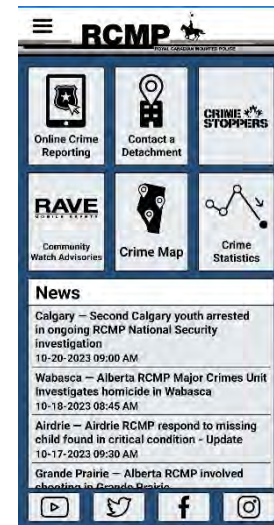 RCMP
ROYAL CANADIAN MOUNTED POLICE
Online Crime
Reporting
Contact a
Detachment
CRIME
STOPPERS
RAVE
MOBILE SAFETY
Community
Watch Advisories
Crime Map
Crime
Statistics
News
Calgary — Second Calgary youth arrested
in ongoing RCMP National Security
investigation
10-20-2023 09:00 AM
Wabasca — Alberta RCMP Major Crimes Unit
Investigates homicide in Wabasca
10-18-2023 08:45 AM
Airdrie — Airdrie RCMP respond to missing
child found in critical condition - Update
10-17-2023 09:30 AM
Grande Prairie — Alberta RCMP involved
shooting in Grande Prairie